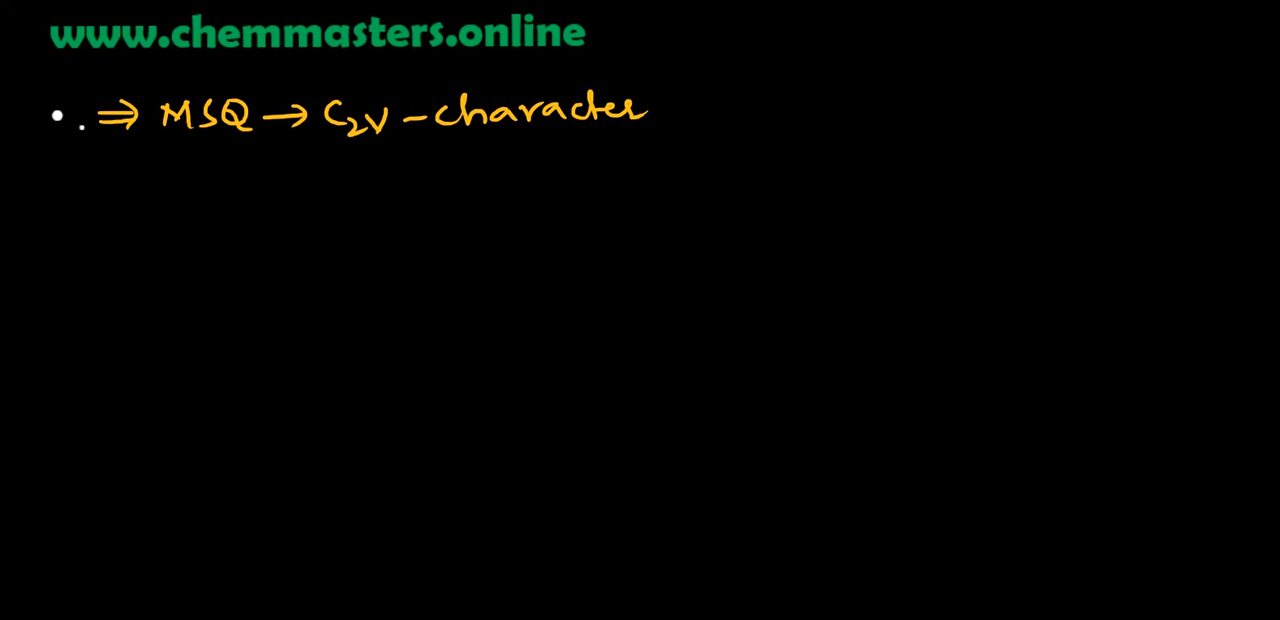 www.chemmasters.online
• . ⇒ MSQ → C₂V - character